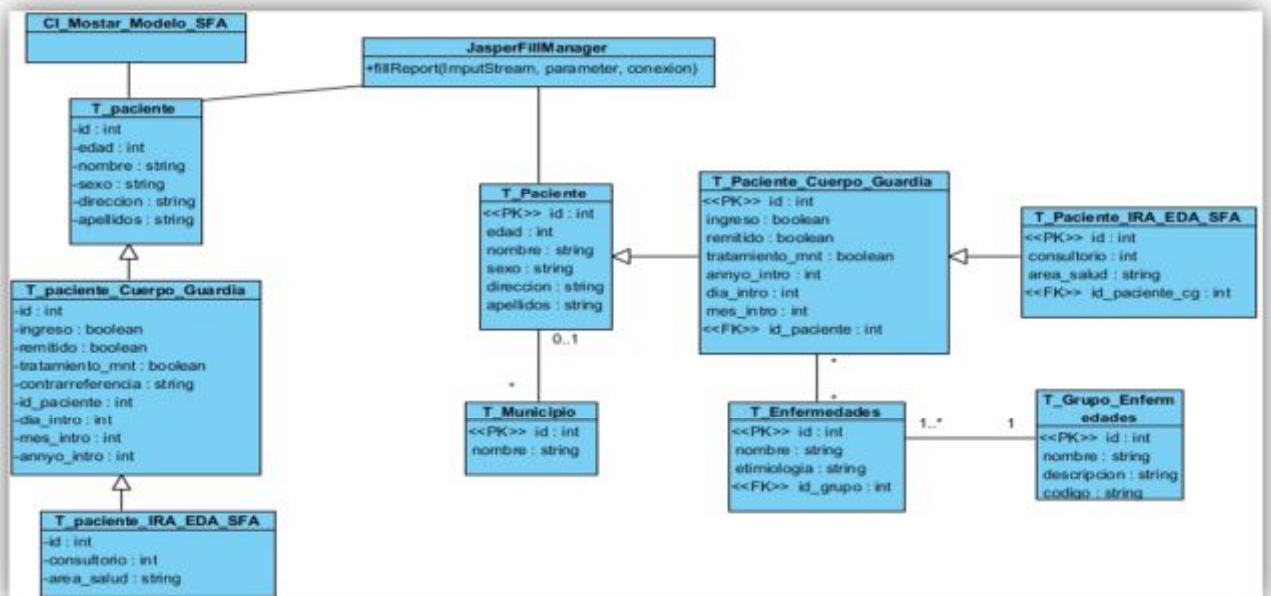 CI_Mostar_Modelo_SFA
JasperFillManager
+fillReport(ImputStream, parameter, conexion)
T_paciente
-id : int
-edad : int
-nombre : string
-sexo : string
-direccion : string
-apellidos : string
T_paciente_Cuerpo_Guardia
-id : int
-ingreso : boolean
-remitido : boolean
-tratamiento_mnt : boolean
-contrarreferencia : string
-id_paciente : int
-dia_intro : int
-mes_intro : int
-annyo_intro : int
T_paciente_IRA_EDA_SFA
-id : int
-consultorio : int
-area_salud : string
T_Paciente
<<PK>> id : int
edad : int
nombre : string
sexo : string
direccion : string
apellidos : string
0..1
*
T_Municipio
<<PK>> id : int
nombre : string
T_Paciente_Cuerpo_Guardia
<<PK>> id : int
ingreso : boolean
remitido : boolean
tratamiento_mnt : boolean
annyo_intro : int
dia_intro : int
mes_intro : int
<<FK>> id_paciente : int
*
*
T_Enfermedades
<<PK>> id : int
nombre : string
etimiologia : string
<<FK>> id_grupo : int
1..*
1
T_Paciente_IRA_EDA_SFA
<<PK>> id : int
consultorio : int
area_salud : string
<<FK>> id_paciente_cg : int
T_Grupo_Enferm
edades
<<PK>> id : int
nombre : string
descripcion : string
codigo : string